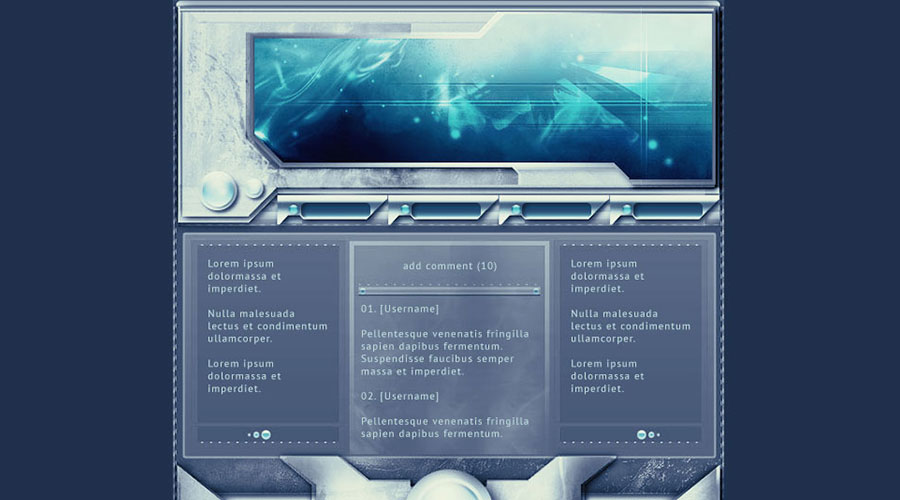 Lorem ipsum
dolormassa et
imperdiet.
Nulla malesuada
lectus et condimentum
ullamcorper.
Lorem ipsum
dolormassa et
imperdiet.
add comment (10)
01. [Username]
Pellentesque venenatis fringilla
sapien dapibus fermentum.
Suspendisse faucibus semper
massa et imperdiet.
02. [Username]
Pellentesque venenatis fringilla
sapien dapibus fermentum.
Lorem ipsum
dolormassa et
imperdiet.
Nulla malesuada
lectus et condimentum
ullamcorper.
Lorem ipsum
dolormassa et
imperdiet.